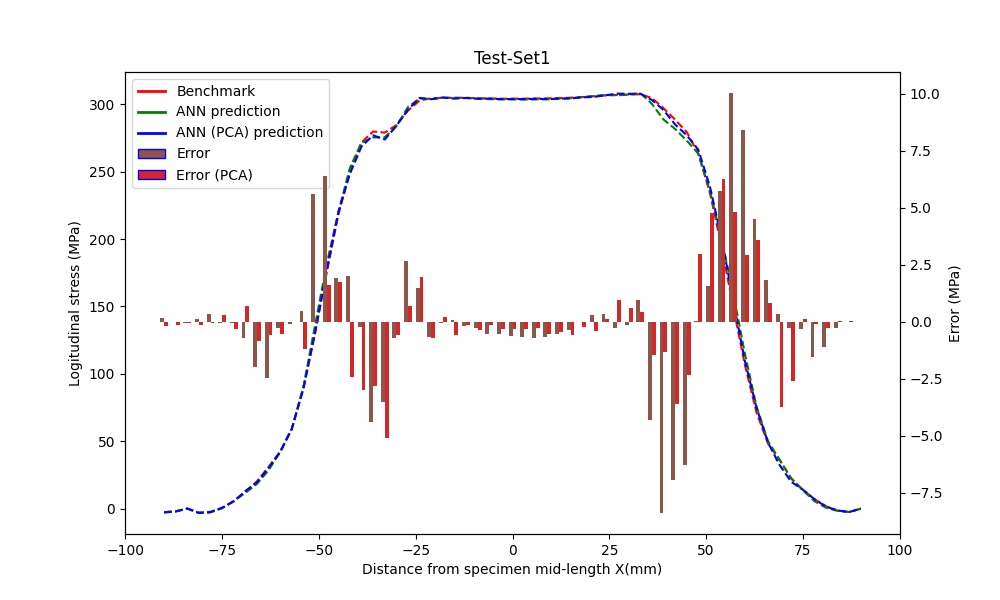 Test-Set1
Benchmark
ANN prediction
ANN (PCA) prediction
Error
Error (PCA)
Logitudinal stress (MPa)
300
250
200
150
100
50
0
10.0
7.5
5.0
2.5
0.0
−2.5
−5.0
−7.5
Error (MPa)
−100 −75 −50 −25 0 25 50 75 100
Distance from specimen mid-length X(mm)